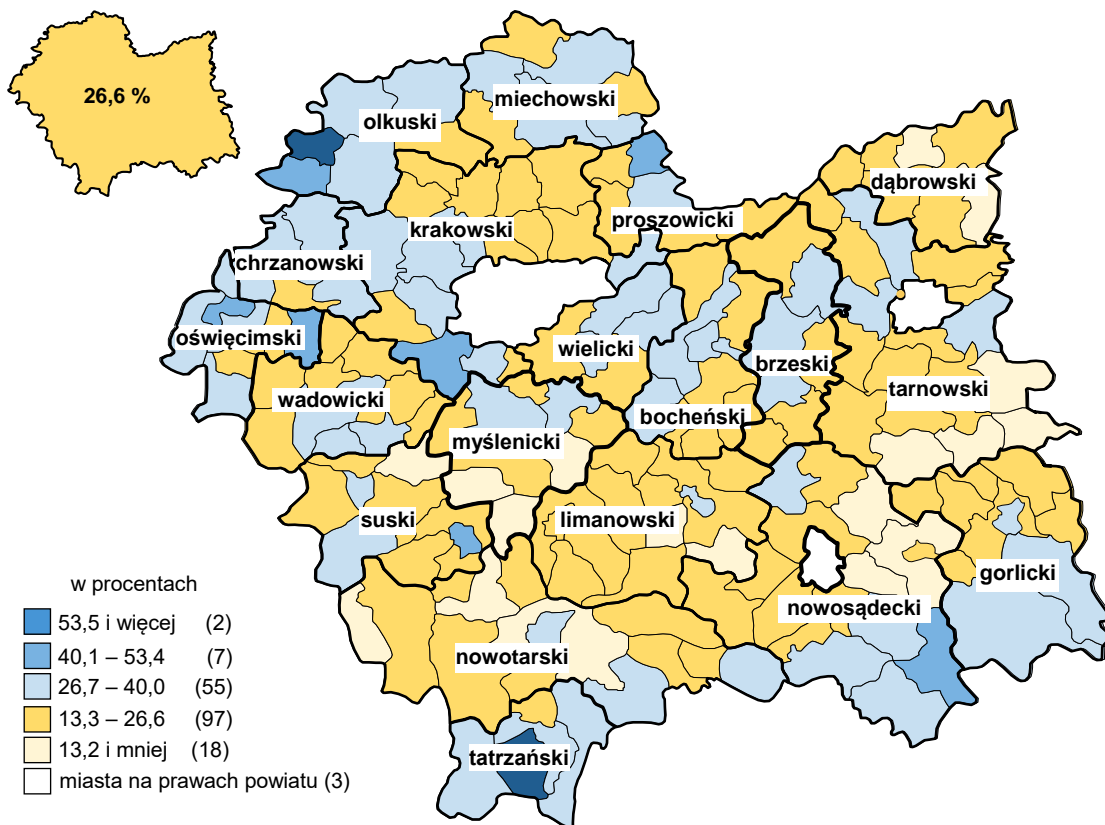 26,6 %
miechowski
olkuski
dąbrowski
proszowicki
krakowski
chrzanowski
oświęcimski
wielicki
brzeski
tarnowski
wadowicki
bocheński
myślenicki
suski
limanowski
gorlicki
nowosądecki
nowotarski
tatrzański
w procentach
53,5 i więcej (2)
40,1 – 53,4 (7)
26,7 – 40,0 (55)
13,3 – 26,6 (97)
13,2 i mniej (18)
miasta na prawach powiatu (3)